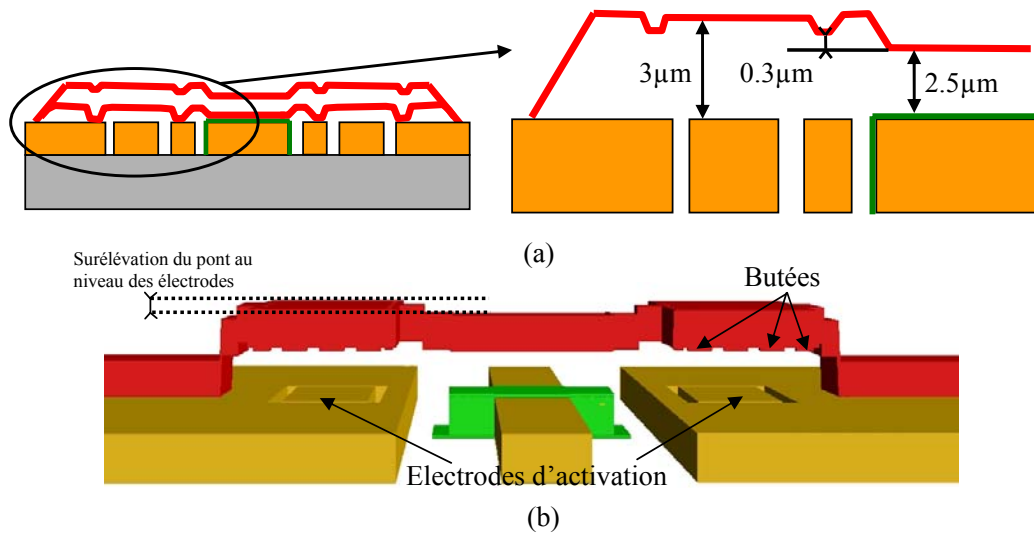 3µm
0.3µm
2.5µm
(a)
Surélévation du pont au
niveau des électrodes
Butées
Electrodes d’activation
(b)